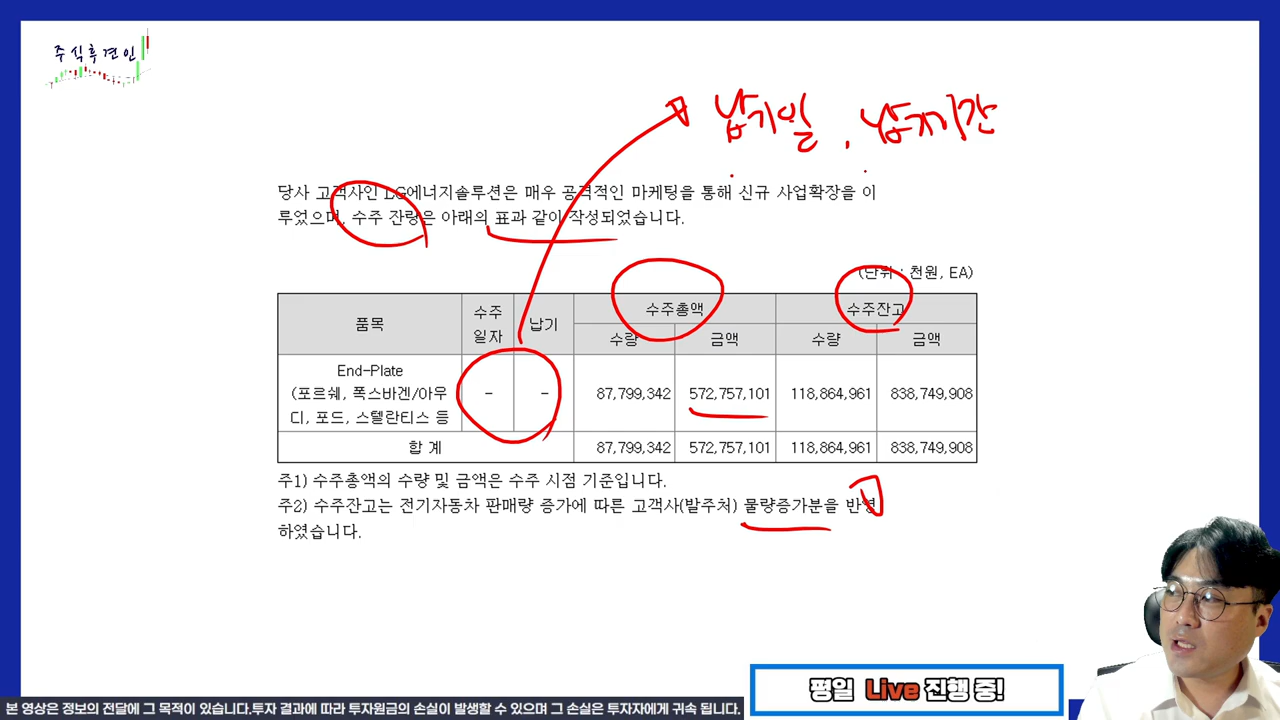 주식후견인
납기일, 납기기간
당사 고객사인 LG에너지솔루션은 매우 공격적인 마케팅을 통해 신규 사업확장을 이
루었으며, 수주 잔량은 아래의 표과 같이 작성되었습니다.
(단위 : 천원, EA)
품목 수주 일자 납기 수주총액 수주잔고
수량 금액 수량 금액
End-Plate
(포르쉐, 폭스바겐/아우
디, 포드, 스텔란티스 등
- - 87,799,342 572,757,101 118,864,961 838,749,908
합 계 87,799,342 572,757,101 118,864,961 838,749,908
주1) 수주총액의 수량 및 금액은 수주 시점 기준입니다.
주2) 수주잔고는 전기자동차 판매량 증가에 따른 고객사(발주처) 물량증가분을 반영
하였습니다.
평일 Live 진행 중!
본 영상은 정보의 전달에 그 목적이 있습니다.투자 결과에 따라 투자원금의 손실이 발생할 수 있으며 그 손실은 투자자에게 귀속 됩니다.